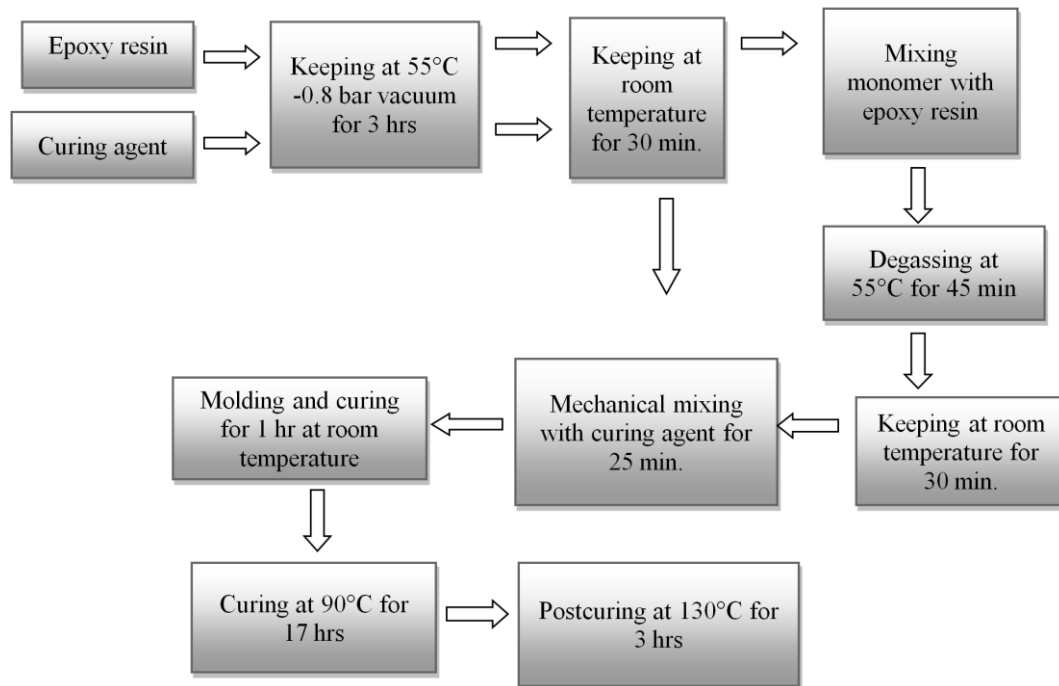 Epoxy resin
Curing agent
Keeping at 55°C
-0.8 bar vacuum
for 3 hrs
Keeping at
room
temperature
for 30 min.
Mixing
monomer with
epoxy resin
Degassing at
55°C for 45 min
Keeping at room
temperature for
30 min.
Mechanical mixing
with curing agent for
25 min.
Molding and curing
for 1 hr at room
temperature
Curing at 90°C for
17 hrs
Postcuring at 130°C for
3 hrs